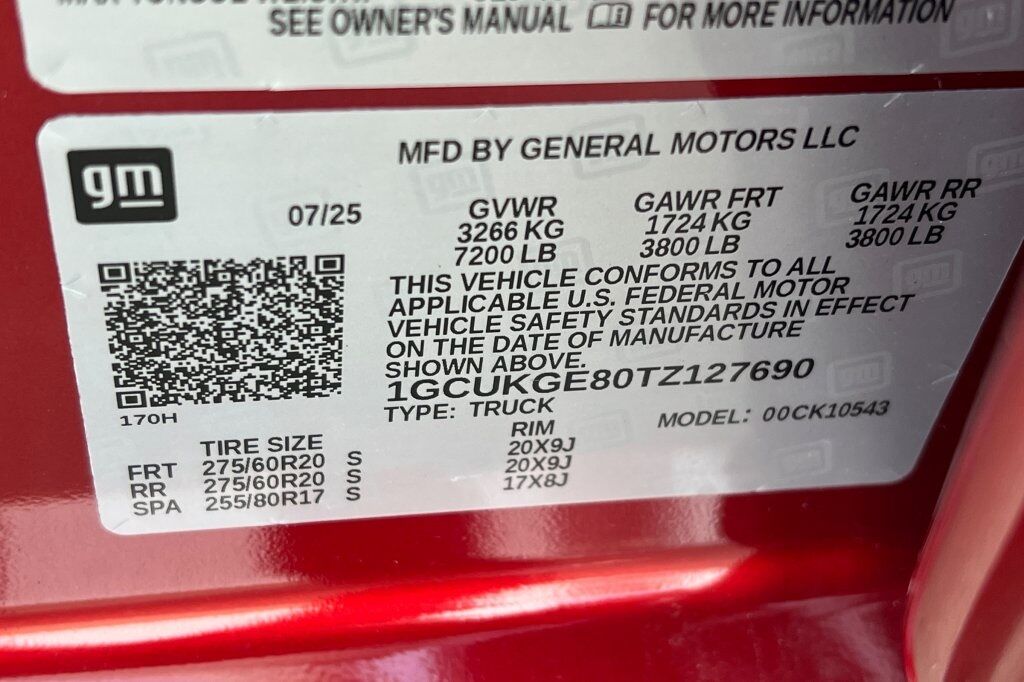 SEE OWNER'S MANUAL FOR MORE INFORMATION
MFD BY GENERAL MOTORS LLC
gm
07/25
GVWR GAWR FRT GAWR RR
3266 KG 1724 KG 1724 KG
7200 LB 3800 LB 3800 LB
THIS VEHICLE CONFORMS TO ALL
APPLICABLE U.S. FEDERAL MOTOR
VEHICLE SAFETY STANDARDS IN EFFECT
ON THE DATE OF MANUFACTURE
SHOWN ABOVE.
1GCUKGE80TZ127690
170H
TYPE: TRUCK MODEL: 00CK10543
TIRE SIZE RIM
FRT 275/60R20 S 20X9J
RR 275/60R20 S 20X9J
SPA 255/80R17 S 17X8J